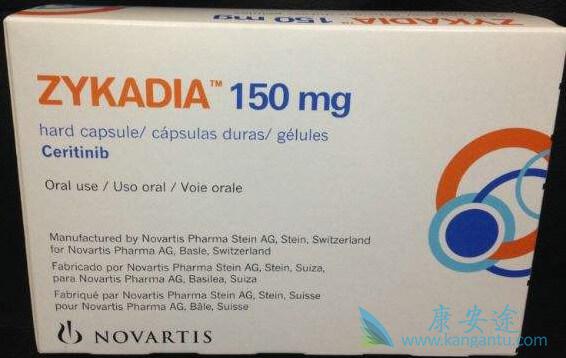 ZYKADIA™ 150 mg
ZYKADIA™ 150 mg
hard capsule/ cápsulas duras/ gélules
Ceritinib
Oral use / Uso oral / Voie orale
Manufactured by Novartis Pharma Stein AG, Stein, Switzerland
for Novartis Pharma AG, Basle, Switzerland
Fabricado por Novartis Pharma Stein AG, Stein, Suiza,
para Novartis Pharma AG, Basilea, Suiza
Fabriqué par Novartis Pharma Stein AG, Stein, Suisse
pour Novartis Pharma AG, Bâle, Suisse
NOVARTIS
康安途
www.kangantu.com